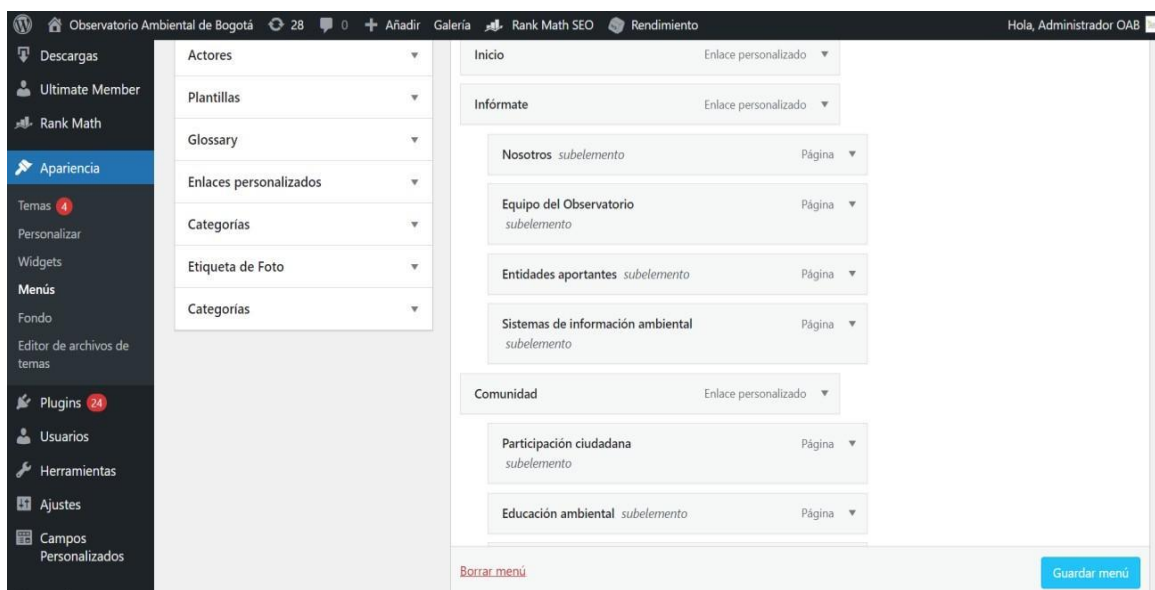 Observatorio Ambiental de Bogotá 28 0 Añadir Galería Rank Math SEO Rendimiento Hola, Administrador OAB
Descargas
Ultimate Member
Rank Math
Apariencia
Temas 4
Personalizar
Widgets
Menús
Fondo
Editor de archivos de
temas
Plugins 24
Usuarios
Herramientas
Ajustes
Campos
Personalizados
Actores
Plantillas
Glossary
Enlaces personalizados
Categorías
Etiqueta de Foto
Categorías
Inicio Enlace personalizado
Infórmate Enlace personalizado
Nosotros subelemento Página
Equipo del Observatorio Página
subelemento
Entidades aportantes subelemento Página
Sistemas de información ambiental Página
subelemento
Comunidad Enlace personalizado
Participación ciudadana Página
subelemento
Educación ambiental subelemento Página
Borrar menú Guardar menú